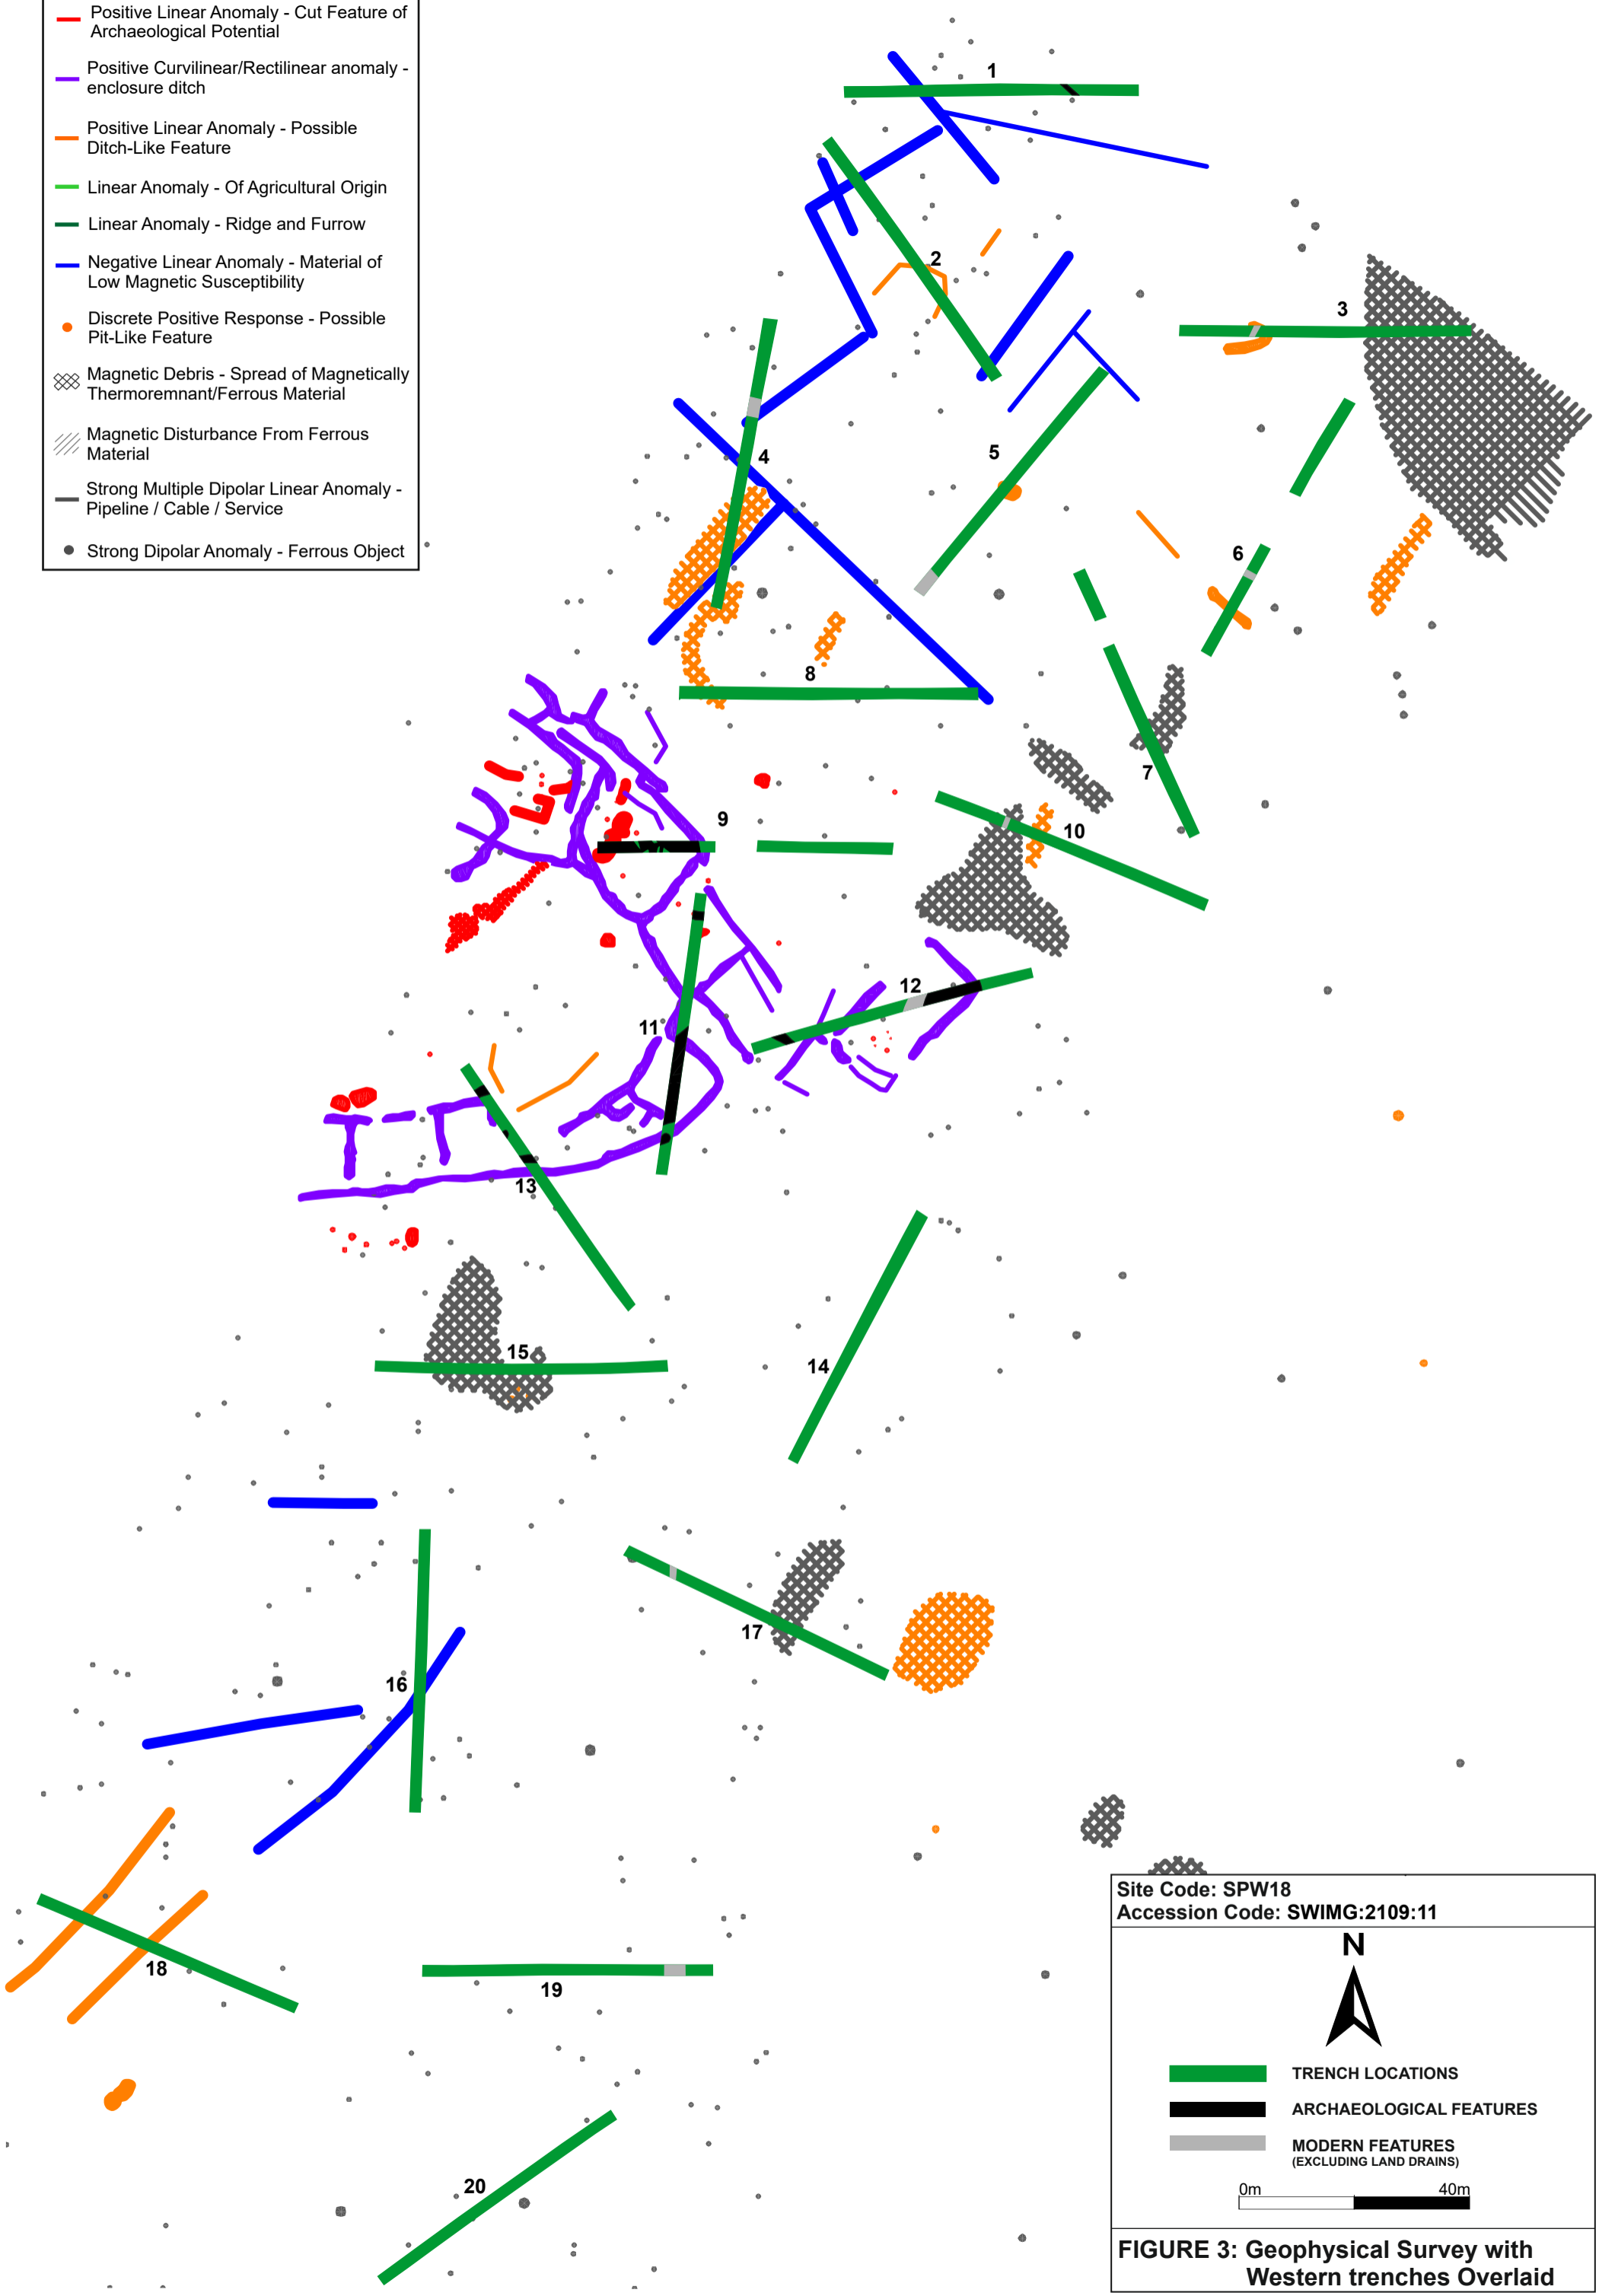 Positive Linear Anomaly - Cut Feature of
Archaeological Potential
Positive Curvilinear/Rectilinear anomaly -
enclosure ditch
Positive Linear Anomaly - Possible
Ditch-Like Feature
Linear Anomaly - Of Agricultural Origin
Linear Anomaly - Ridge and Furrow
Negative Linear Anomaly - Material of
Low Magnetic Susceptibility
Discrete Positive Response - Possible
Pit-Like Feature
Magnetic Debris - Spread of Magnetically
Thermoremnant/Ferrous Material
Magnetic Disturbance From Ferrous
Material
Strong Multiple Dipolar Linear Anomaly -
Pipeline / Cable / Service
Strong Dipolar Anomaly - Ferrous Object
1
2
3
4
5
6
7
8
9
10
11
12
13
14
15
16
17
18
19
20
Site Code: SPW18
Accession Code: SWIMG:2109:11
N
TRENCH LOCATIONS
ARCHAEOLOGICAL FEATURES
MODERN FEATURES
(EXCLUDING LAND DRAINS)
0m 40m
FIGURE 3: Geophysical Survey with
Western trenches Overlaid